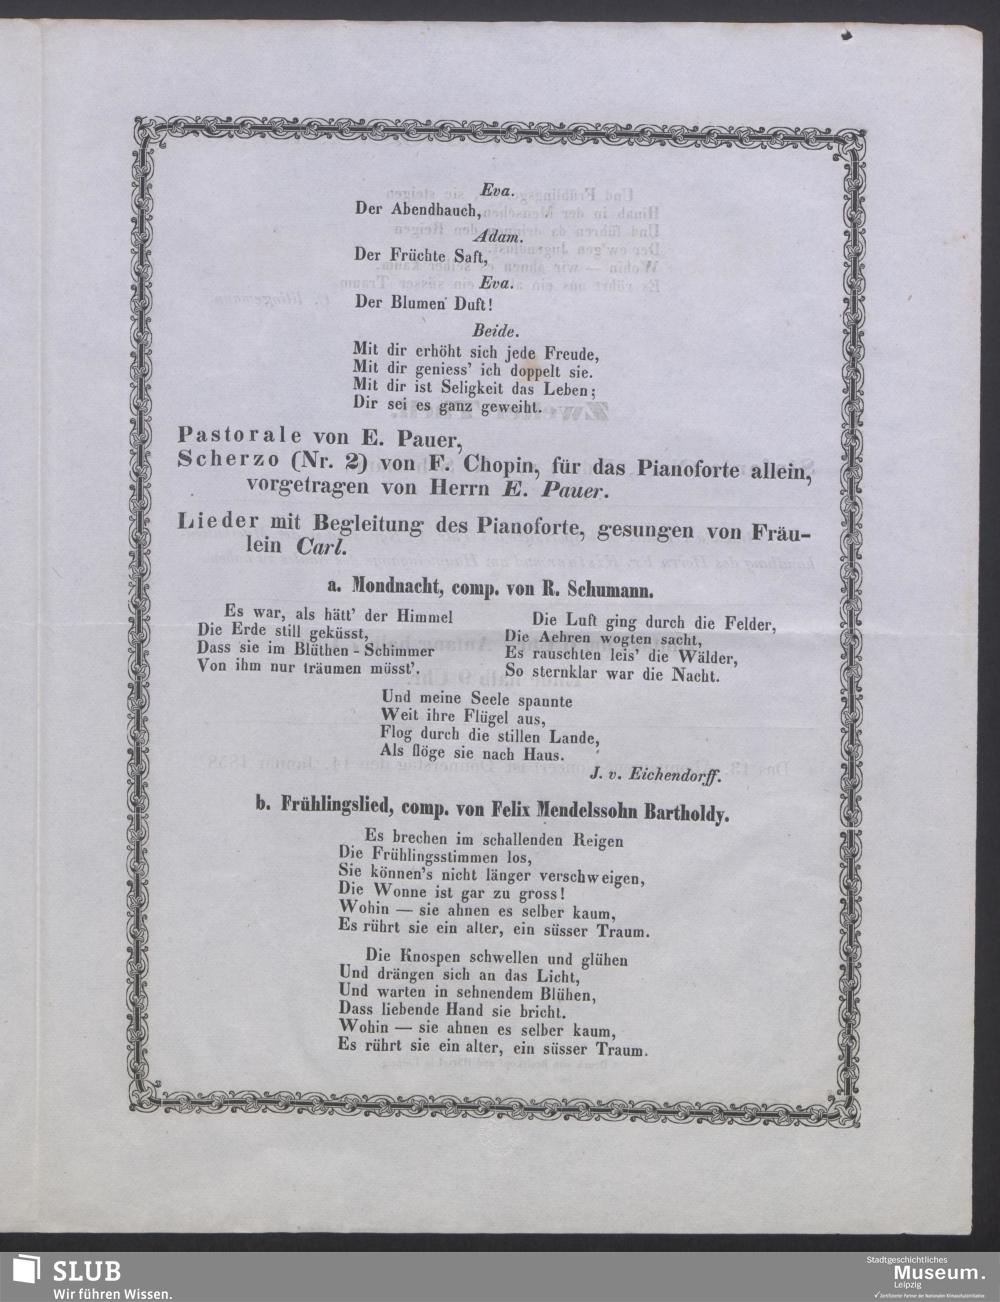 Eva.
Der Abendhauch,
Adam.
Der Früchte Saft,
Eva.
Der Blumen Duft!
Beide.
Mit dir erhöht sich jede Freude,
Mit dir geniess' ich doppelt sie.
Mit dir ist Seligkeit das Leben;
Dir sei es ganz geweiht.
Pastorale von E. Pauer,
Scherzo (Nr. 2) von F. Chopin, für das Pianoforte allein,
vorgetragen von Herrn E. Pauer.
Lieder mit Begleitung des Pianoforte, gesungen von Fräu-
lein Carl.
a. Mondnacht, comp. von R. Schumann.
Es war, als hätt' der Himmel
Die Erde still geküsst,
Dass sie im Blüthen-Schimmer
Von ihm nur träumen müsst'.
Die Luft ging durch die Felder,
Die Aehren wogten sacht,
Es rauschten leis' die Wälder,
So sternklar war die Nacht.
Und meine Seele spannte
Weit ihre Flügel aus,
Flog durch die stillen Lande,
Als flöge sie nach Haus.
J. v. Eichendorff.
b. Frühlingslied, comp. von Felix Mendelssohn Bartholdy.
Es brechen im schallenden Reigen
Die Frühlingsstimmen los,
Sie können's nicht länger verschweigen,
Die Wonne ist gar zu gross!
Wohin — sie ahnen es selber kaum,
Es rührt sie ein alter, ein süsser Traum.
Die Knospen schwellen und glühen
Und drängen sich an das Licht,
Und warten in sehnendem Blühen,
Dass liebende Hand sie bricht.
Wohin — sie ahnen es selber kaum,
Es rührt sie ein alter, ein süsser Traum.
SLUB
Wir führen Wissen.
Stadtgeschichtliches
Museum.
Leipzig